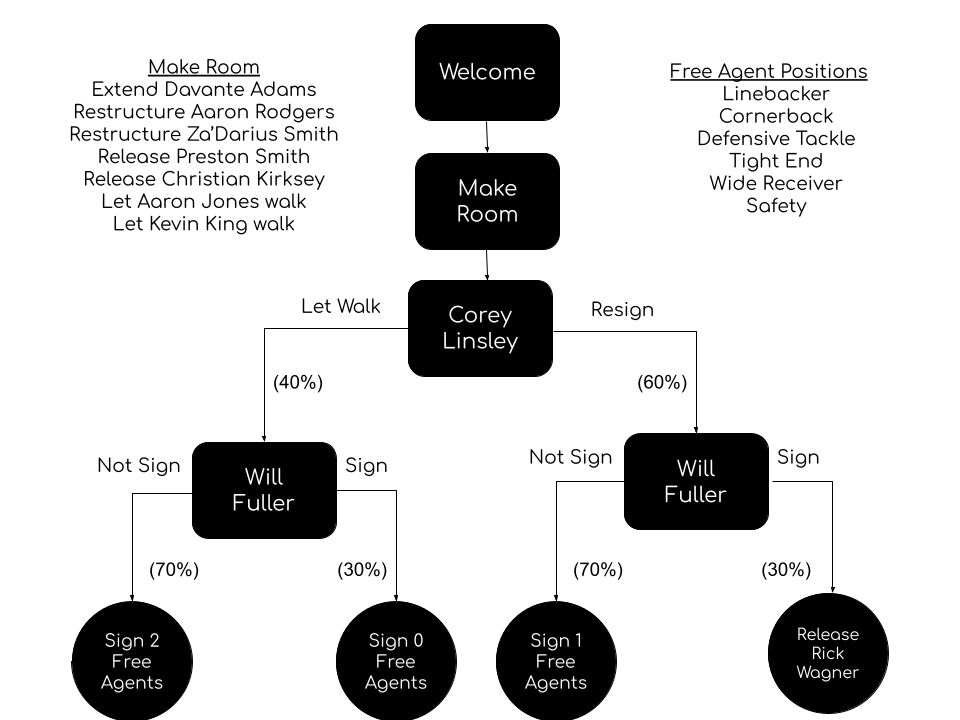 Make Room
Extend Davante Adams
Restructure Aaron Rodgers
Restructure Za'Darius Smith
Release Preston Smith
Release Christian Kirksey
Let Aaron Jones walk
Let Kevin King walk
Welcome
Free Agent Positions
Linebacker
Cornerback
Defensive Tackle
Tight End
Wide Receiver
Safety
Make
Room
Corey
Linsley
Let Walk
Resign
(40%)
(60%)
Will
Fuller
Not Sign
Sign
(70%)
(30%)
Will
Fuller
Not Sign
Sign
(70%)
(30%)
Sign 2
Free
Agents
Sign 0
Free
Agents
Sign 1
Free
Agents
Release
Rick
Wagner